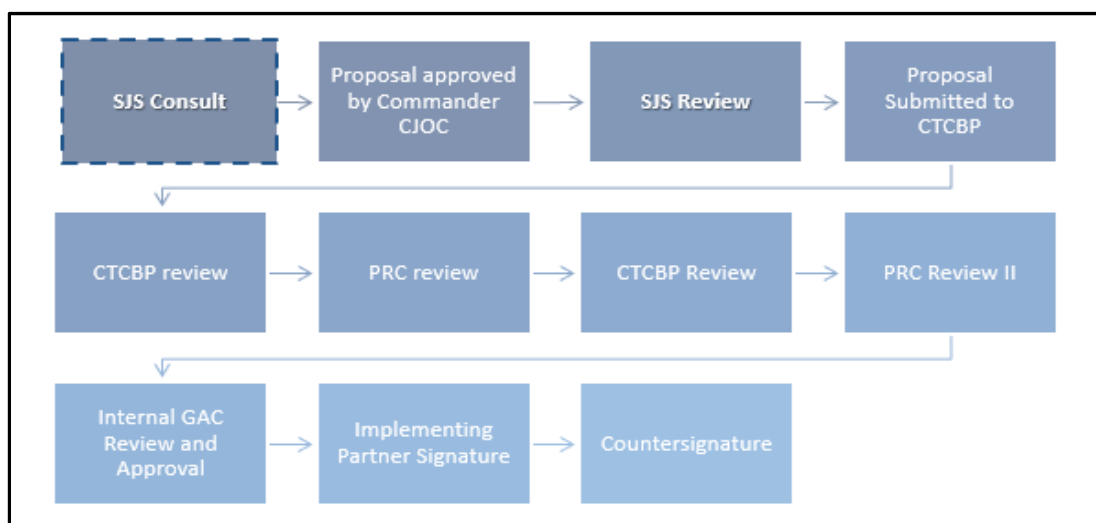 SJS Consult
Proposal approved
by Commander
CJOC
SJS Review
Proposal
Submitted to
CTCBP
CTCBP review
PRC review
CTCBP Review
PRC Review II
Internal GAC
Review and
Approval
Implementing
Partner Signature
Countersignature